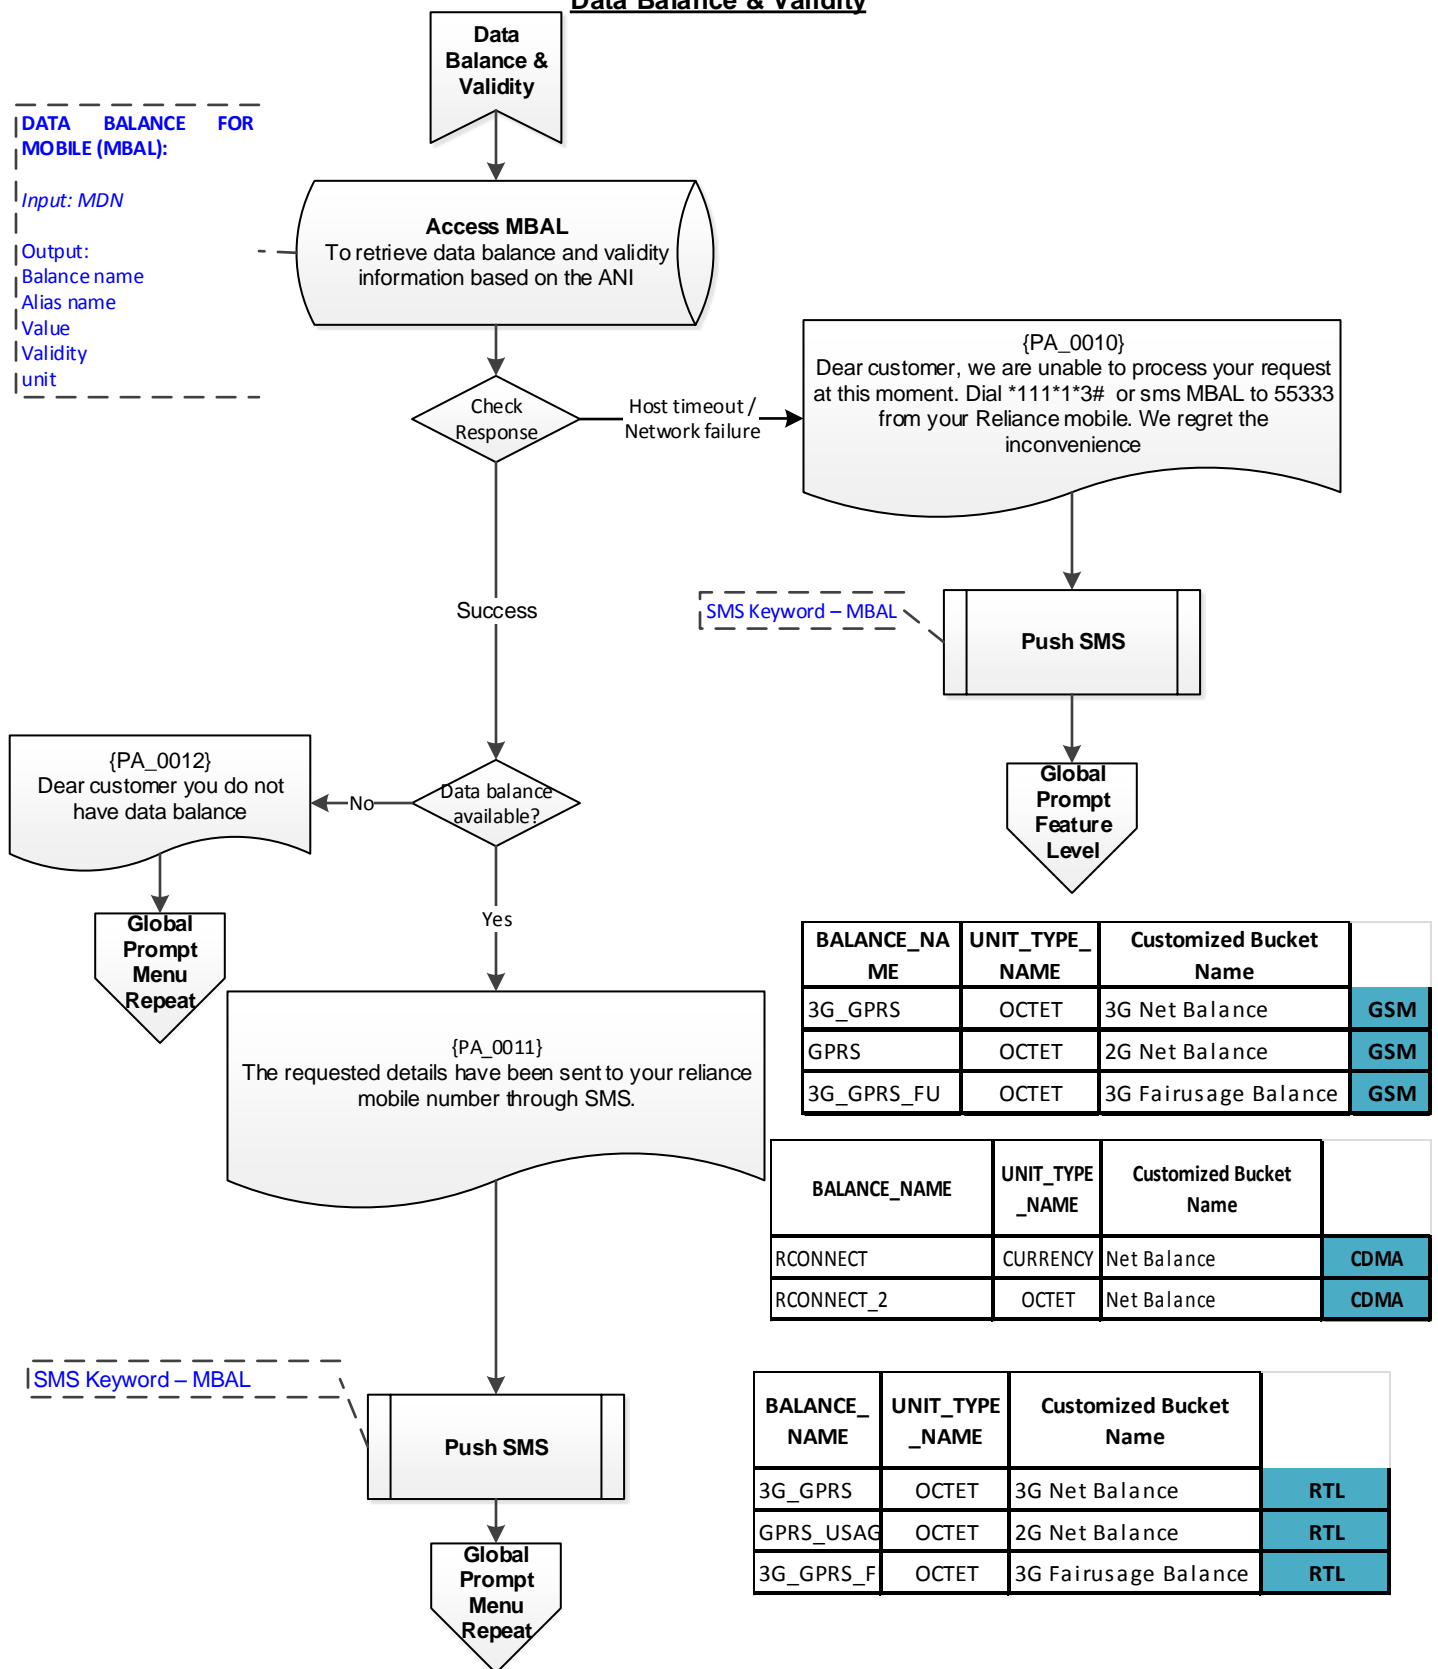 Data Balance & Validity
Data
Balance &
Validity
DATA BALANCE FOR
MOBILE (MBAL):
Input: MDN
Output:
Balance name
Alias name
Value
Validity
unit
Access MBAL
To retrieve data balance and validity
information based on the ANI
Check
Response
Host timeout /
Network failure
{PA_0010}
Dear customer, we are unable to process your request
at this moment. Dial *111*1*3# or sms MBAL to 55333
from your Reliance mobile. We regret the
inconvenience
Success
SMS Keyword – MBAL
Push SMS
Global
Prompt
Feature
Level
{PA_0012}
Dear customer you do not
have data balance
No
Data balance
available?
Global
Prompt
Menu
Repeat
Yes
{PA_0011}
The requested details have been sent to your reliance
mobile number through SMS.
BALANCE_NA
ME
UNIT_TYPE_
NAME
Customized Bucket
Name
3G_GPRS OCTET 3G Net Balance GSM
GPRS OCTET 2G Net Balance GSM
3G_GPRS_FU OCTET 3G Fairusage Balance GSM
BALANCE_NAME
UNIT_TYPE
_NAME
Customized Bucket
Name
RCONNECT CURRENCY Net Balance CDMA
RCONNECT_2 OCTET Net Balance CDMA
SMS Keyword – MBAL
Push SMS
Global
Prompt
Menu
Repeat
BALANCE_
NAME
UNIT_TYPE
_NAME
Customized Bucket
Name
3G_GPRS OCTET 3G Net Balance RTL
GPRS_USAG OCTET 2G Net Balance RTL
3G_GPRS_F OCTET 3G Fairusage Balance RTL